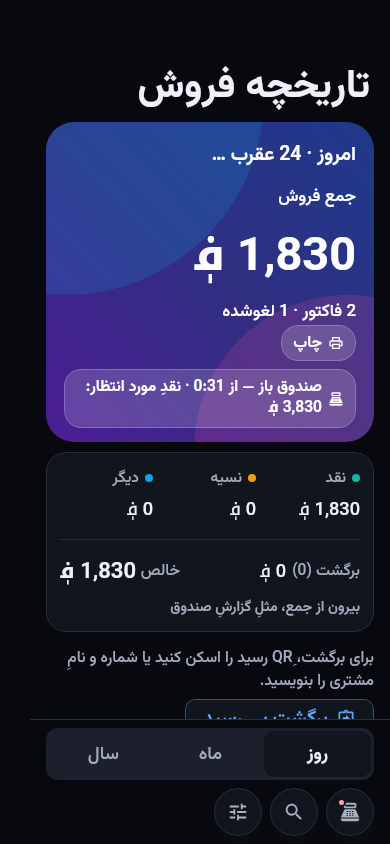 تاریخچه فروش
امروز · 24 عقرب ...
جمع فروش
1,830 ؋
2 فاکتور · 1 لغوشده
چاپ
صندوق باز — از 0:31 · نقدِ مورد انتظار:
3,830 ؋
نقد
نسیه
دیگر
1,830 ؋
0 ؋
0 ؋
برگشت (0) 0 ؋
خالص 1,830 ؋
بیرون از جمع، مثلِ گزارشِ صندوق
برای برگشت، QRِ رسید را اسکن کنید یا شماره و نامِ
مشتری را بنویسید.
روز
ماه
سال